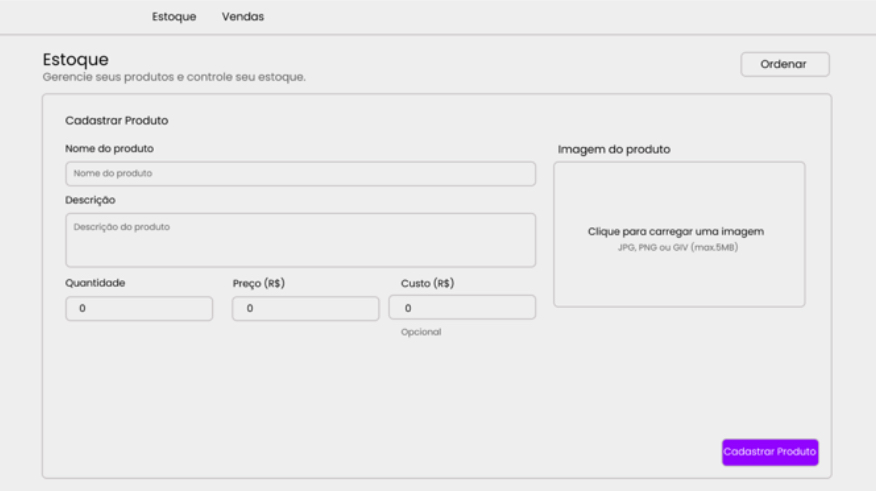 Estoque Vendas
Estoque
Gerencie seus produtos e controle seu estoque.
Ordenar
Cadastrar Produto
Nome do produto
Nome do produto
Descrição
Descrição do produto
Quantidade Preço (R$) Custo (R$)
0 0 0
Opcional
Imagem do produto
Clique para carregar uma imagem
JPG, PNG ou GIV (max.5MB)
Cadastrar Produto